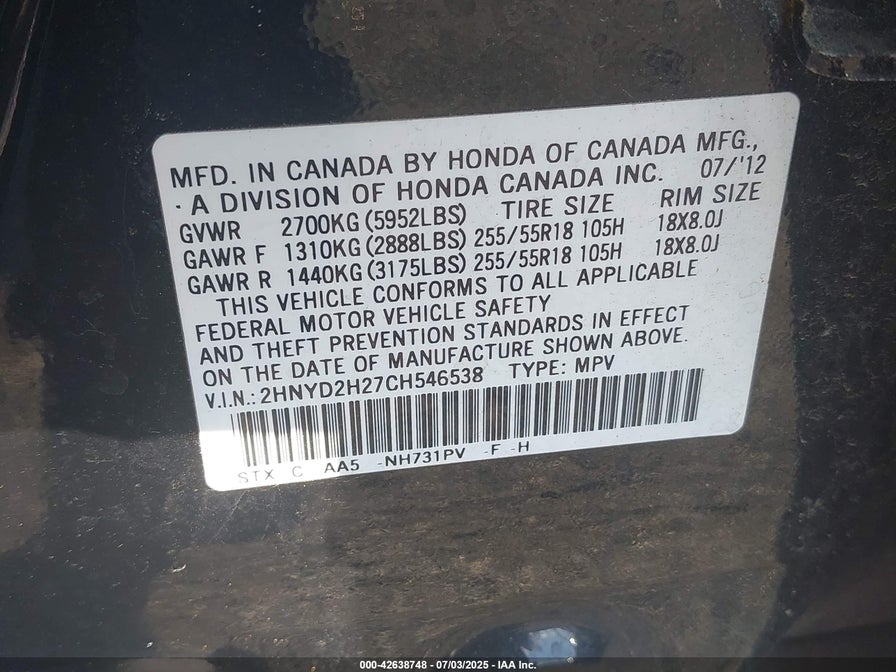 MFD. IN CANADA BY HONDA OF CANADA MFG.,
· A DIVISION OF HONDA CANADA INC. 07/'12
GVWR 2700KG (5952LBS) TIRE SIZE RIM SIZE
GAWR F 1310KG (2888LBS) 255/55R18 105H 18X8.0J
GAWR R 1440KG (3175LBS) 255/55R18 105H 18X8.0J
THIS VEHICLE CONFORMS TO ALL APPLICABLE
FEDERAL MOTOR VEHICLE SAFETY
AND THEFT PREVENTION STANDARDS IN EFFECT
ON THE DATE OF MANUFACTURE SHOWN ABOVE.
V.I.N.: 2HNYD2H27CH546538 TYPE: MPV
STX C AA5 -NH731PV -F -H
000-42638748 - 07/03/2025 - IAA Inc.